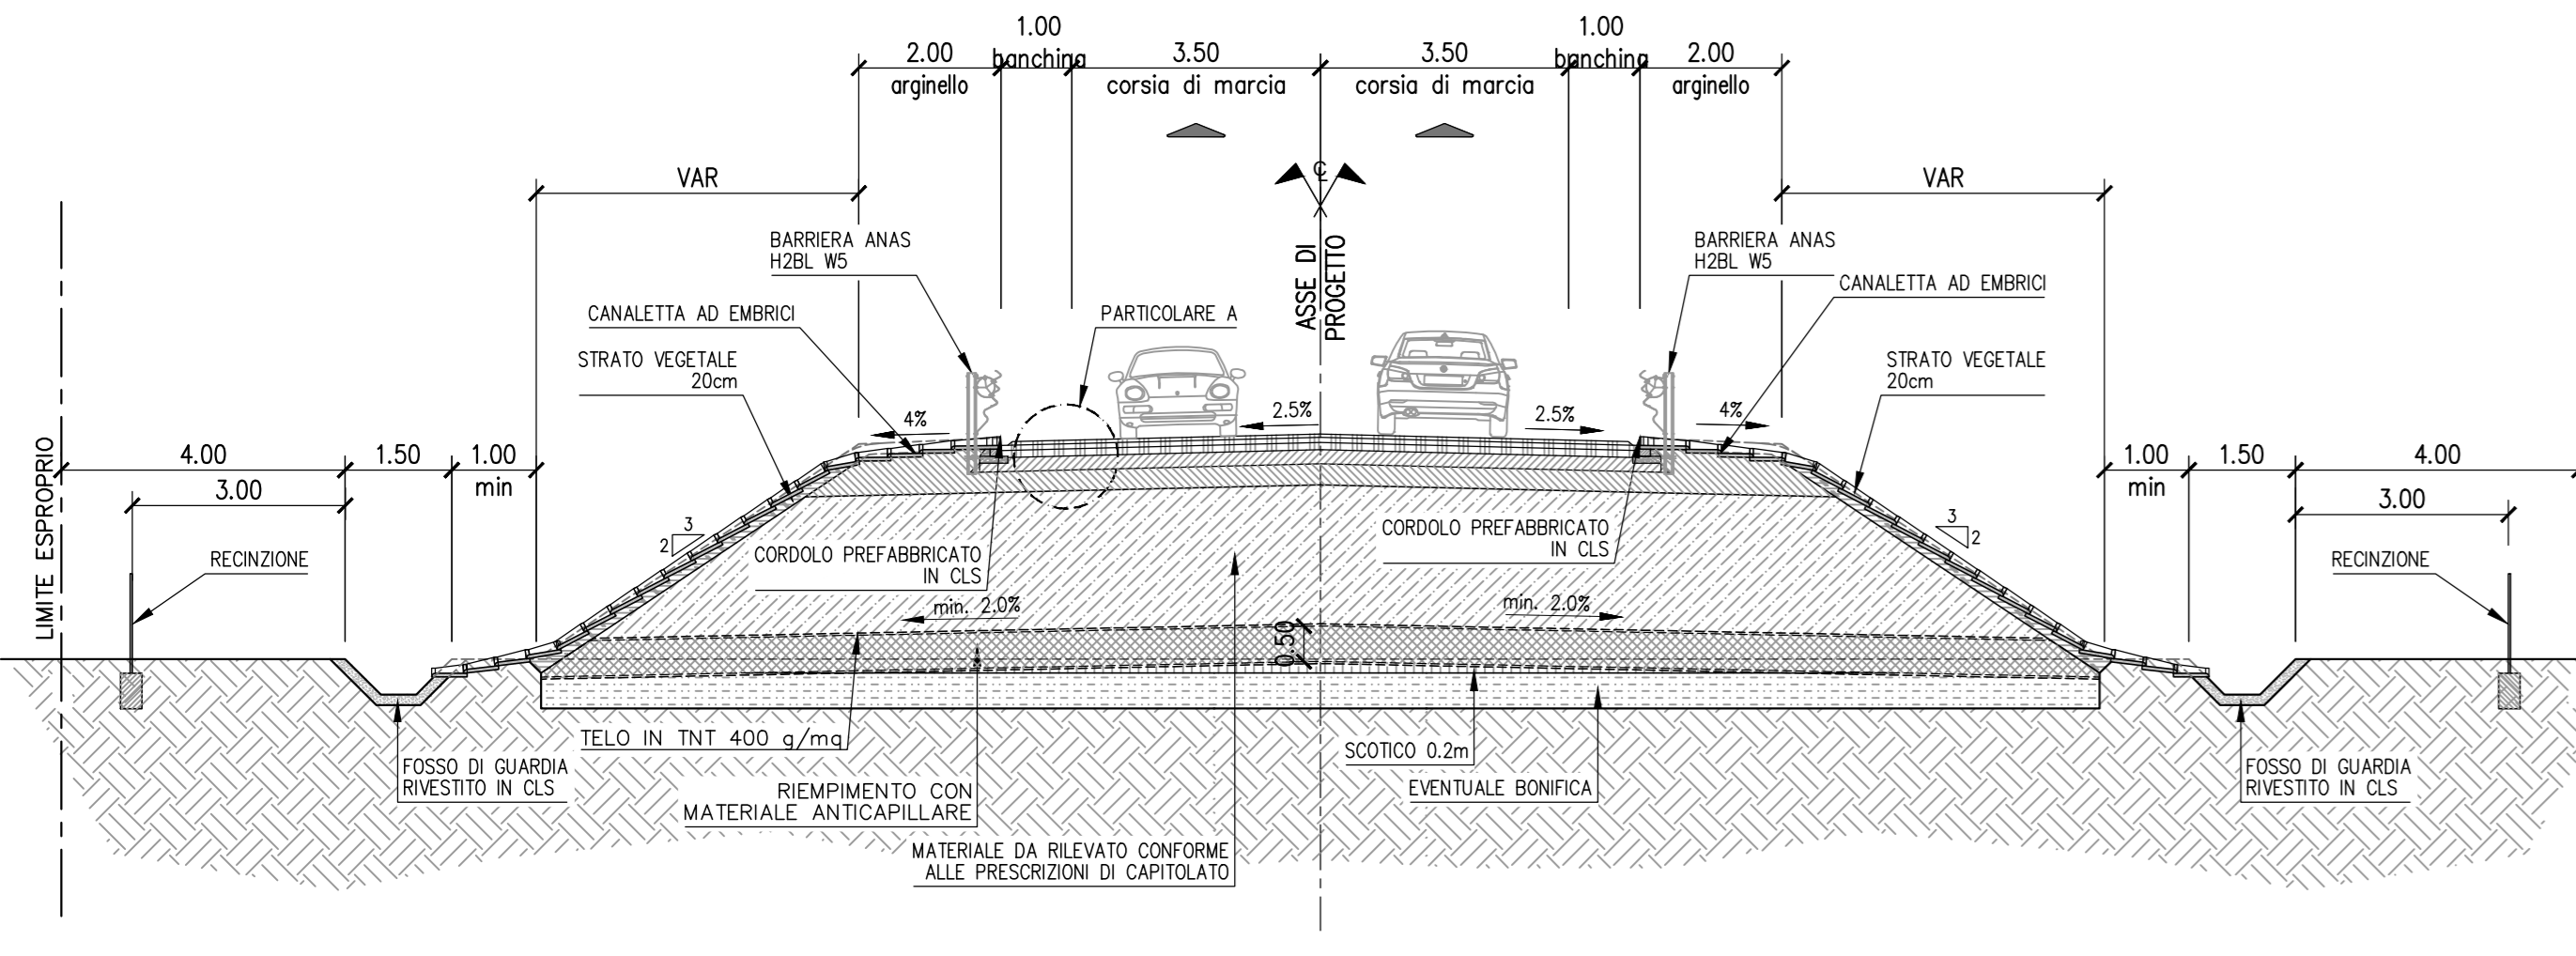 1.00
1.00
2.00
banchina
3.50
3.50
banchina
2.00
arginello
corsia di marcia
corsia di marcia
arginello
VAR
VAR
℄
BARRIERA ANAS
H2BL W5
ASSE DI
PROGETTO
BARRIERA ANAS
H2BL W5
CANALETTA AD EMBRICI
CANALETTA AD EMBRICI
PARTICOLARE A
STRATO VEGETALE
20cm
STRATO VEGETALE
20cm
4%
2.5%
2.5%
4%
LIMITE ESPROPRIO
4.00
1.50
1.00
min
3.00
1.00
min
1.50
4.00
3.00
3
2
3
2
RECINZIONE
CORDOLO PREFABBRICATO
IN CLS
CORDOLO PREFABBRICATO
IN CLS
RECINZIONE
min. 2.0%
min. 2.0%
0.50
TELO IN TNT 400 g/mq
SCOTICO 0.2m
FOSSO DI GUARDIA
RIVESTITO IN CLS
RIEMPIMENTO CON
MATERIALE ANTICAPILLARE
EVENTUALE BONIFICA
FOSSO DI GUARDIA
RIVESTITO IN CLS
MATERIALE DA RILEVATO CONFORME
ALLE PRESCRIZIONI DI CAPITOLATO